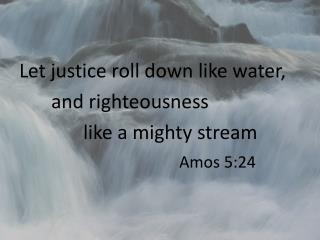 Let justice roll down like water,
and righteousness
like a mighty stream
Amos 5:24